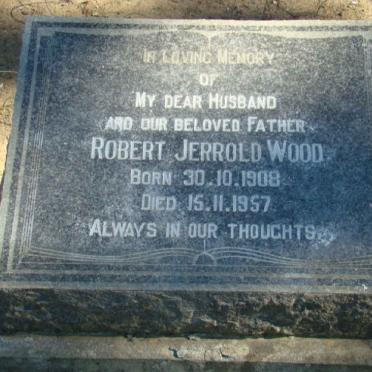 IN LOVING MEMORY
OF
MY DEAR HUSBAND
AND OUR BELOVED FATHER
ROBERT JERROLD WOOD
BORN 30.10.1908
DIED 15.11.1957
ALWAYS IN OUR THOUGHTS.